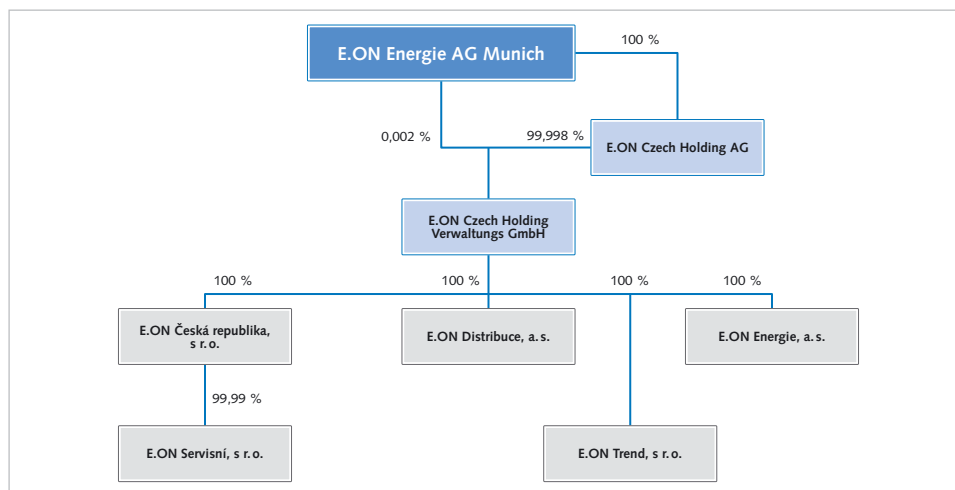 100 %
E.ON Energie AG Munich
0,002 %
99,998 %
E.ON Czech Holding AG
E.ON Czech Holding
Verwaltungs GmbH
100 %
100 %
100 %
100 %
E.ON Česká republika,
s r. o.
E.ON Distribuce, a. s.
E.ON Energie, a. s.
99,99 %
E.ON Servisní, s r. o.
E.ON Trend, s r. o.